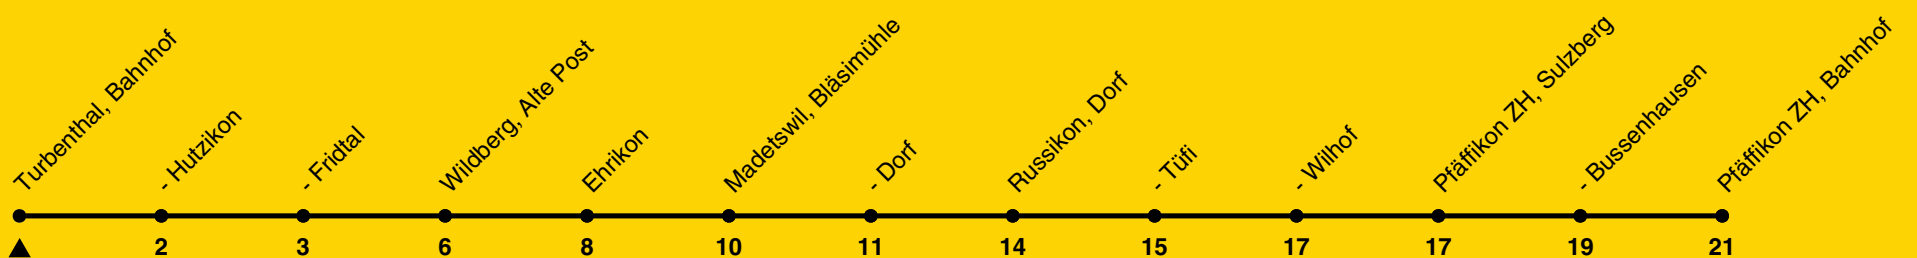 Turbenthal, Bahnhof
- Hutzikon
- Fridtal
Wildberg, Alte Post
Ehrikon
Madetswil, Bläsimühle
- Dorf
Russikon, Dorf
- Tüfi
- Wilhof
Pfäffikon ZH, Sulzberg
- Bussenhausen
Pfäffikon ZH, Bahnhof
2 3 6 8 10 11 14 15 17 17 19 21